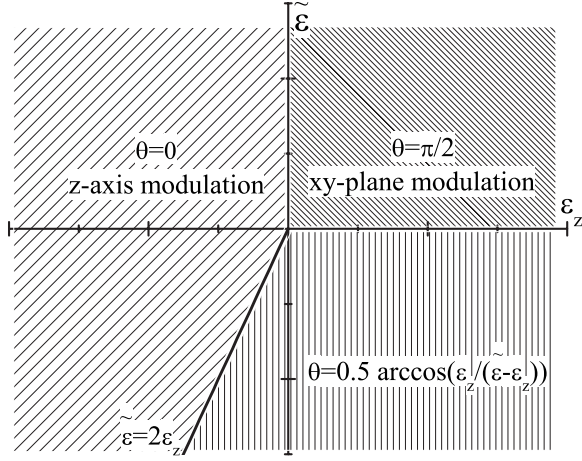 ε̃
θ=0
z-axis modulation
θ=π/2
xy-plane modulation
ε_z
θ=0.5 arccos(ε_z/(ε̃-ε_z))
ε̃=2ε_z